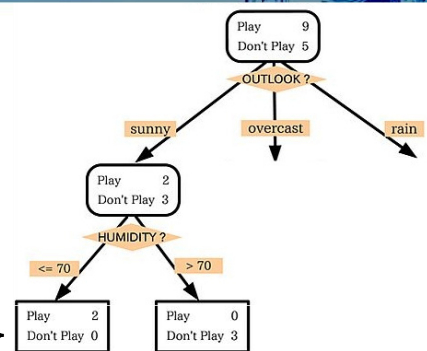 Play 9
Don't Play 5
OUTLOOK ?
sunny
overcast
rain
Play 2
Don't Play 3
HUMIDITY ?
<= 70
> 70
Play 2
Don't Play 0
Play 0
Don't Play 3